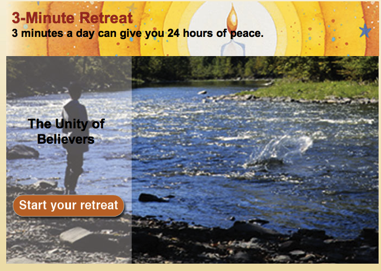 3-Minute Retreat
3 minutes a day can give you 24 hours of peace.
The Unity of
Believers
Start your retreat